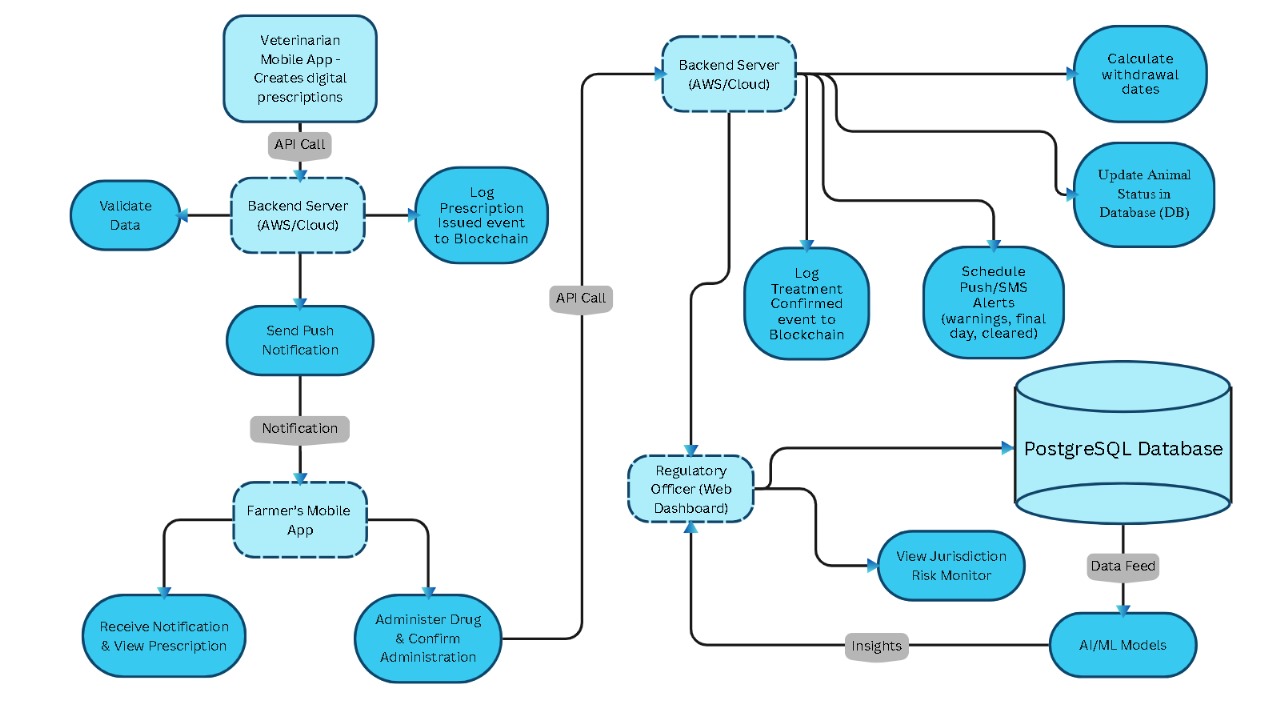 Veterinarian
Mobile App -
Creates digital
prescriptions
API Call
Validate
Data
Backend Server
(AWS/Cloud)
Log
Prescription
Issued event
to Blockchain
Send Push
Notification
Notification
Farmer's Mobile
App
Receive Notification
& View Prescription
Administer Drug
& Confirm
Administration
API Call
Backend Server
(AWS/Cloud)
Calculate
withdrawal
dates
Update Animal
Status in
Database (DB)
Log
Treatment
Confirmed
event to
Blockchain
Schedule
Push/SMS
Alerts
(warnings, final
day, cleared)
Regulatory
Officer (Web
Dashboard)
PostgreSQL Database
View Jurisdiction
Risk Monitor
Data Feed
AI/ML Models
Insights